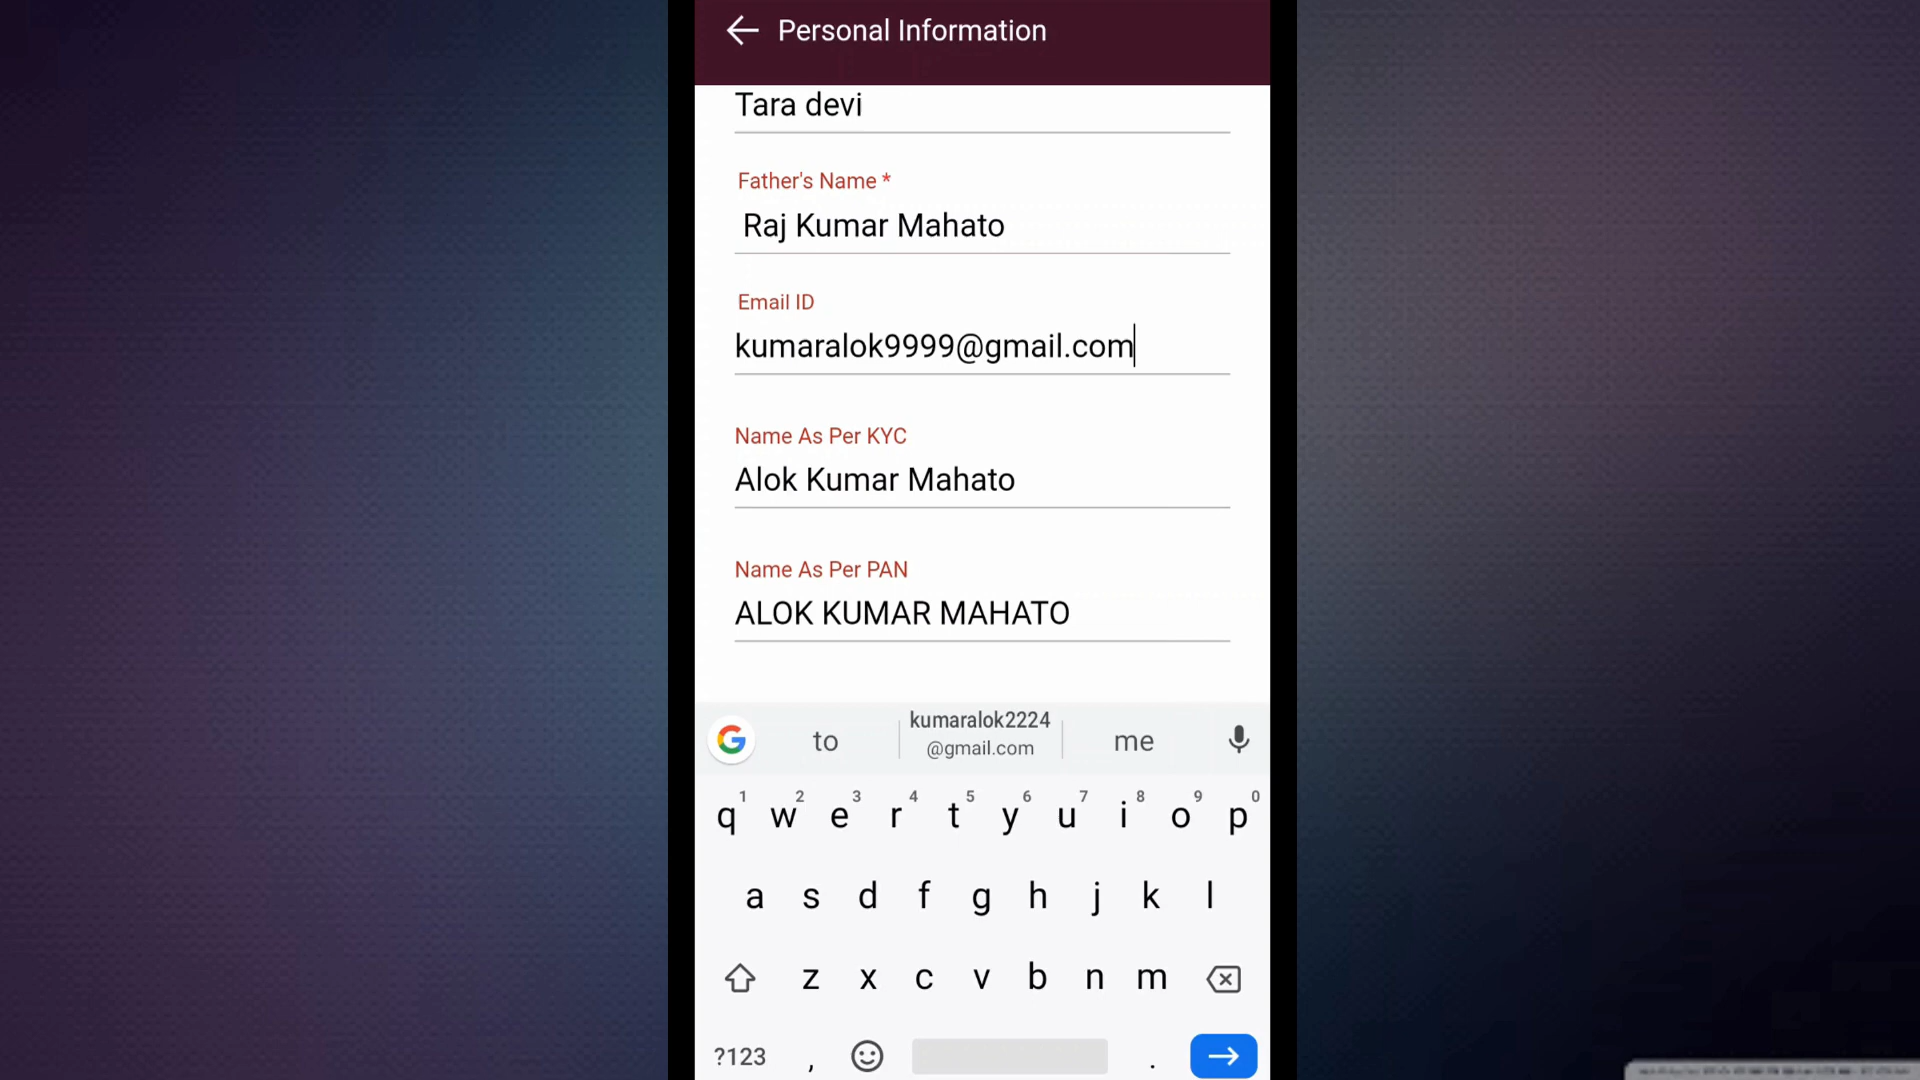 Personal Information
Tara devi
Father's Name *
Raj Kumar Mahato
Email ID
kumaralok9999@gmail.com
Name As Per KYC
Alok Kumar Mahato
Name As Per PAN
ALOK KUMAR MAHATO
G to kumaralok2224 me
@gmail.com
1 2 3 4 5 6 7 8 9 0
q w e r t y u i o p
a s d f g h j k l
z x c v b n m
?123 , .